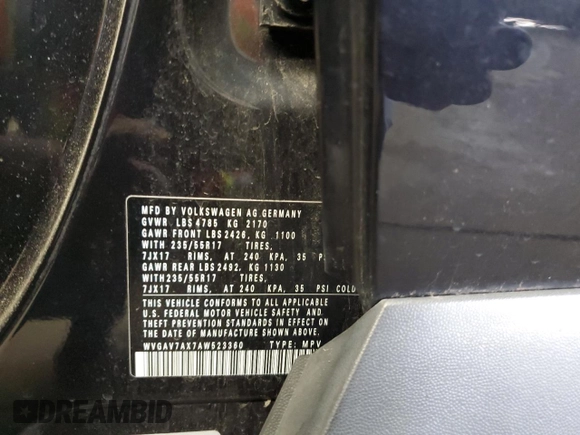 MFD BY VOLKSWAGEN AG GERMANY
GVWR LBS 4785 KG 2170
GAWR FRONT LBS 2426, KG 1100
WITH 235/55R17 TIRES,
7JX17 RIMS, AT 240 KPA, 35
GAWR REAR LBS 2492, KG 1130
WITH 235/55R17 TIRES,
7JX17 RIMS, AT 240 KPA, 35 PSI COLD
THIS VEHICLE CONFORMS TO ALL APPLICABLE
U.S. FEDERAL MOTOR VEHICLE SAFETY
THEFT PREVENTION STANDARDS IN EFFECT ON
THE DATE OF MANUFACTURE SHOWN ABOVE.
WVGAV7AX7AW523360 TYPE: MPV
DREAMBID